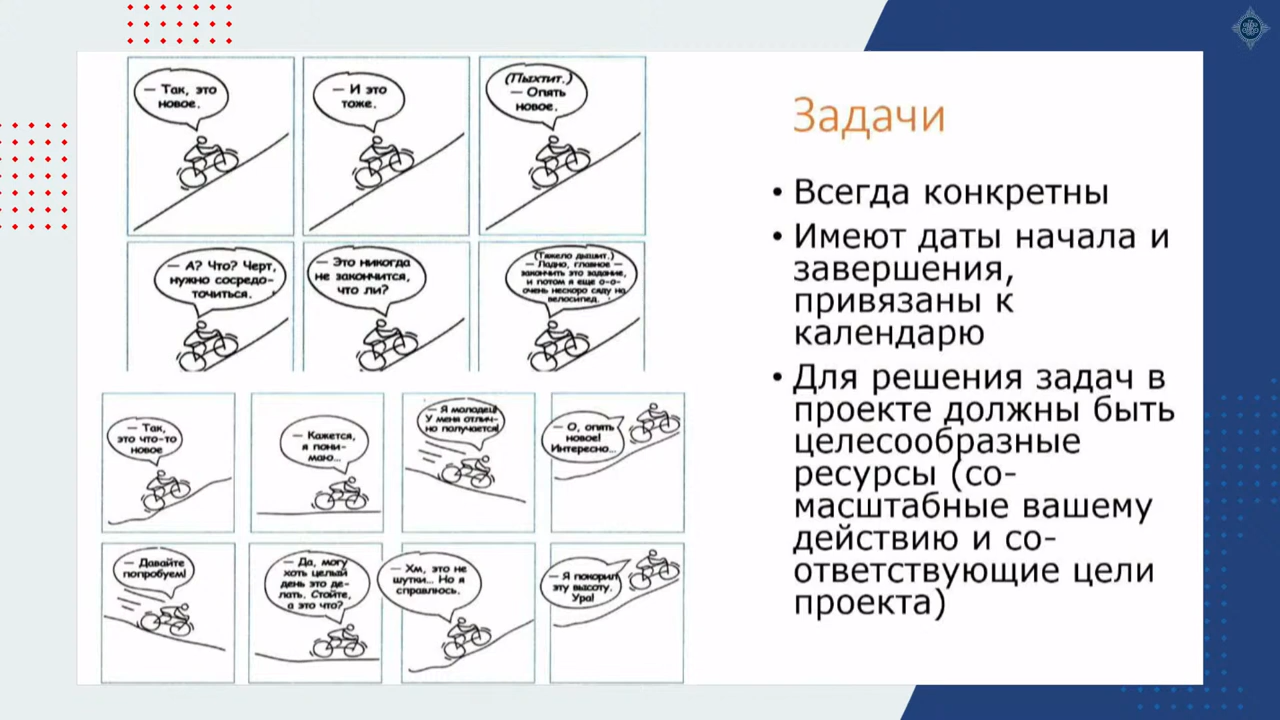 — Так, это
новое.
— И это
тоже.
(Пыхтит.)
— Опять
новое.
— А? Что? Черт,
нужно сосредо-
точиться.
— Это никогда
не закончится,
что ли?
(Тяжело дышит.)
— Ладно, главное —
закончить это задание,
и потом я еще о-о-
очень нескоро сяду на
велосипед.
— Так,
это что-то
новое
— Кажется,
я пони-
маю...
— Я молодец!
У меня отлич-
но получается!
— О, опять
новое!
Интересно...
— Давайте
попробуем!
— Да, могу
хоть целый
день это де-
лать. Стойте,
а это что?
— Хм, это не
шутки... Но я
справлюсь.
— Я покорил
эту высоту.
Ура!
Задачи
• Всегда конкретны
• Имеют даты начала и
завершения,
привязаны к
календарю
• Для решения задач в
проекте должны быть
целесообразные
ресурсы (со-
масштабные вашему
действию и со-
ответствующие цели
проекта)